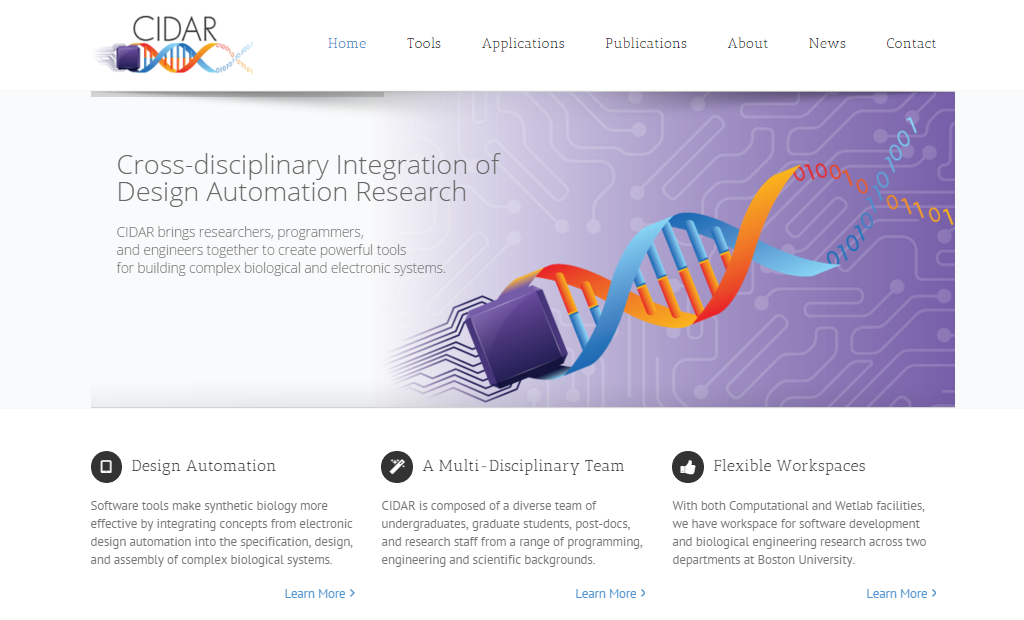 CIDAR
Home Tools Applications Publications About News Contact
Cross-disciplinary Integration of
Design Automation Research
CIDAR brings researchers, programmers,
and engineers together to create powerful tools
for building complex biological and electronic systems.
Design Automation
Software tools make synthetic biology more
effective by integrating concepts from electronic
design automation into the specification, design,
and assembly of complex biological systems.
Learn More >
A Multi-Disciplinary Team
CIDAR is composed of a diverse team of
undergraduates, graduate students, post-docs,
and research staff from a range of programming,
engineering and scientific backgrounds.
Learn More >
Flexible Workspaces
With both Computational and Wetlab facilities,
we have workspace for software development
and biological engineering research across two
departments at Boston University.
Learn More >